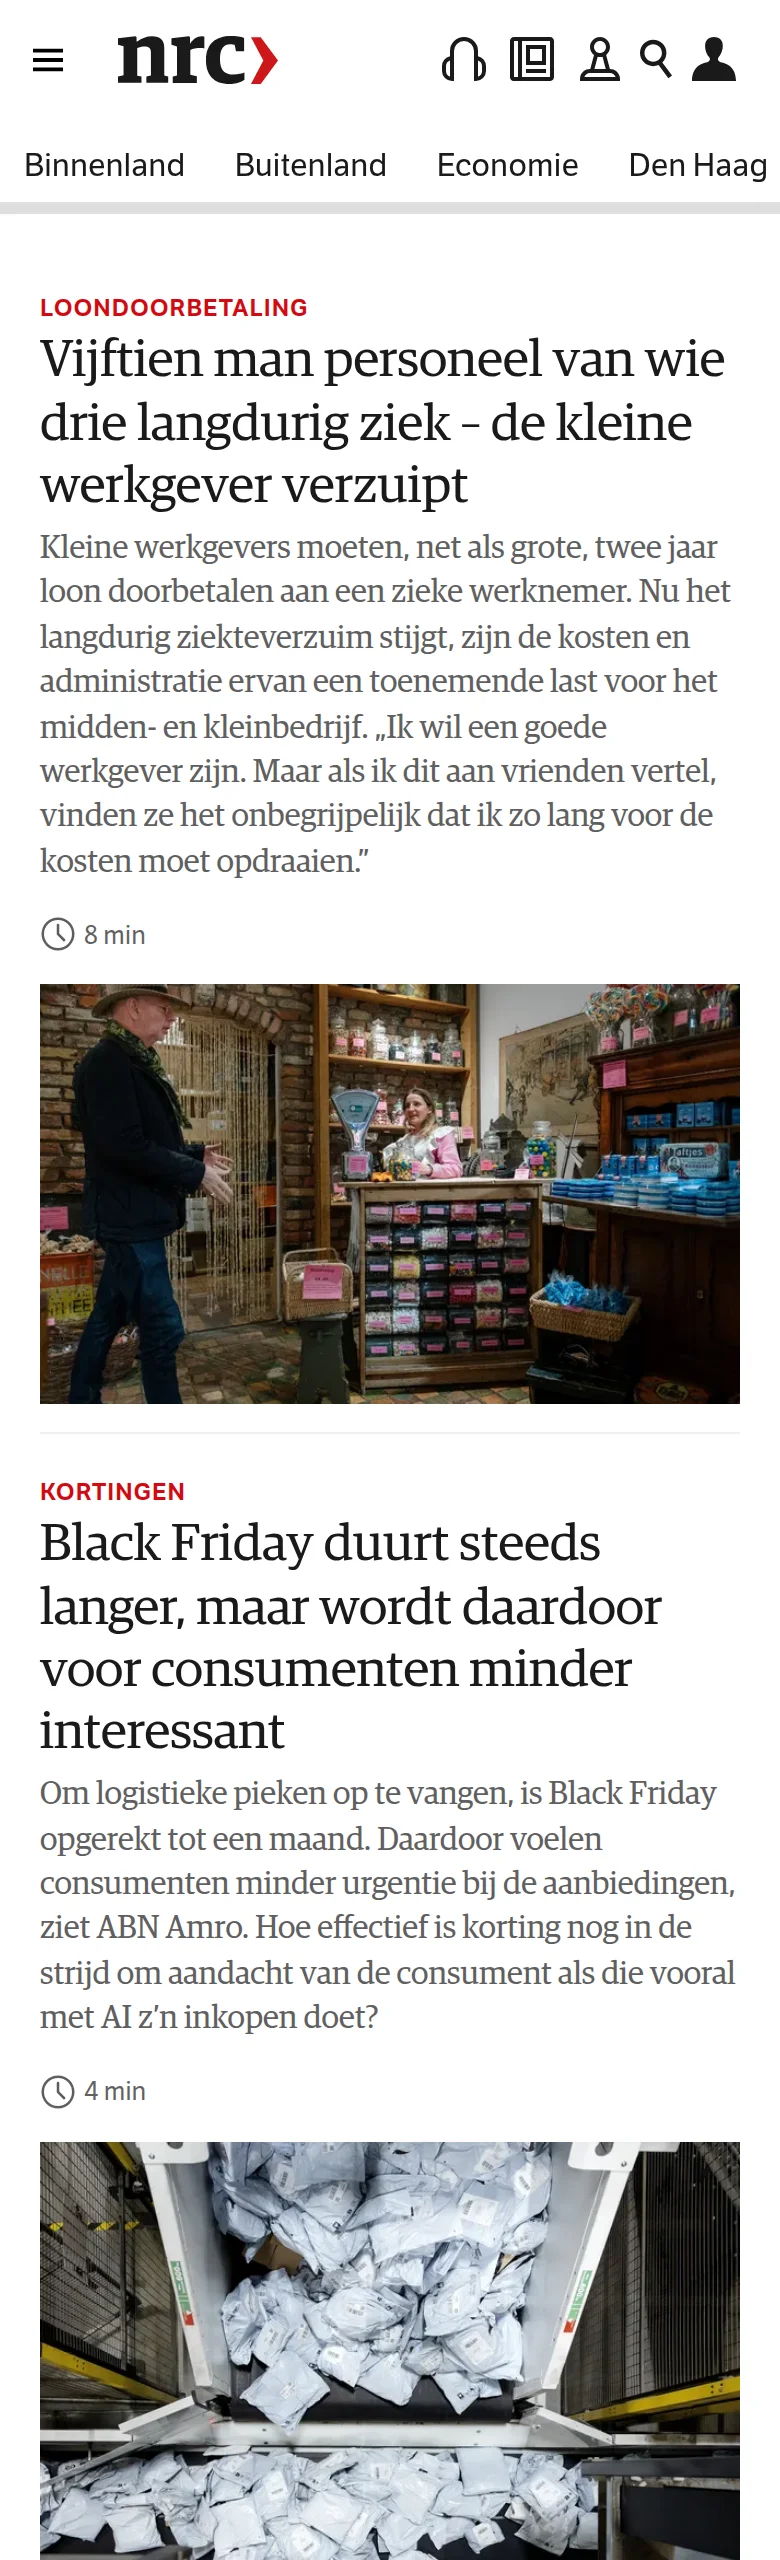 nrc
Binnenland Buitenland Economie Den Haag
LOONDOORBETALING
Vijftien man personeel van wie
drie langdurig ziek – de kleine
werkgever verzuipt
Kleine werkgevers moeten, net als grote, twee jaar
loon doorbetalen aan een zieke werknemer. Nu het
langdurig ziekteverzuim stijgt, zijn de kosten en
administratie ervan een toenemende last voor het
midden- en kleinbedrijf. „Ik wil een goede
werkgever zijn. Maar als ik dit aan vrienden vertel,
vinden ze het onbegrijpelijk dat ik zo lang voor de
kosten moet opdraaien.”
8 min
KORTINGEN
Black Friday duurt steeds
langer, maar wordt daardoor
voor consumenten minder
interessant
Om logistieke pieken op te vangen, is Black Friday
opgerekt tot een maand. Daardoor voelen
consumenten minder urgentie bij de aanbiedingen,
ziet ABN Amro. Hoe effectief is korting nog in de
strijd om aandacht van de consument als die vooral
met AI z’n inkopen doet?
4 min